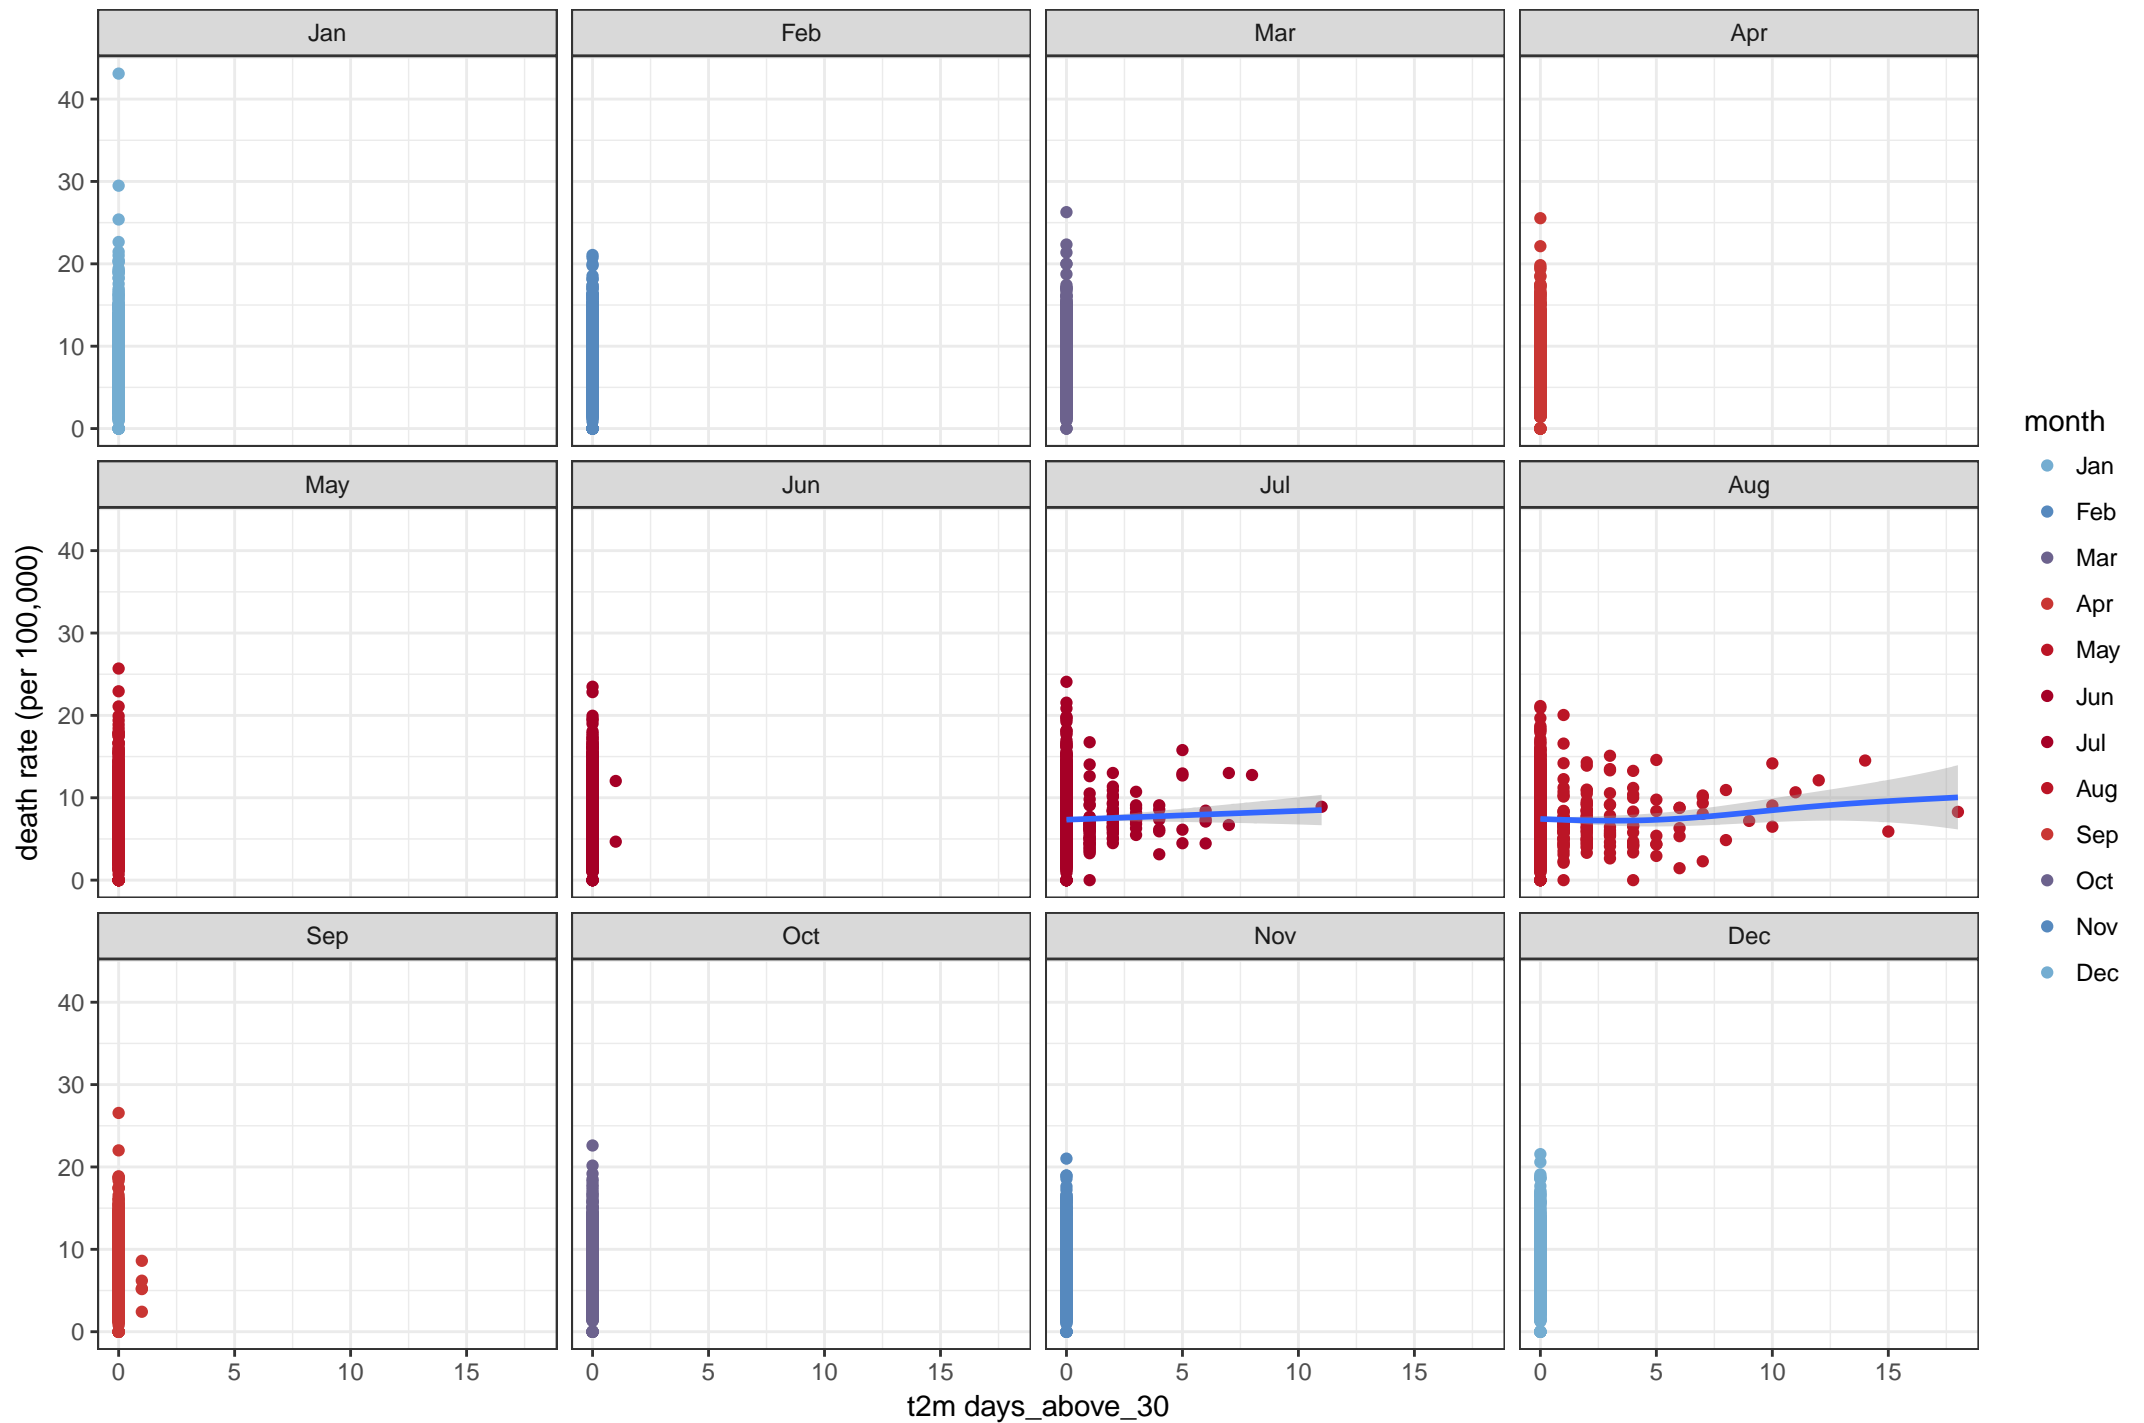 Jan Feb Mar Apr
40
30
20
10
0
May Jun Jul Aug
40
30
20
10
0
Sep Oct Nov Dec
40
30
20
10
0
0 5 10 15 0 5 10 15 0 5 10 15 0 5 10 15
t2m days_above_30
death rate (per 100,000)
month
Jan
Feb
Mar
Apr
May
Jun
Jul
Aug
Sep
Oct
Nov
Dec